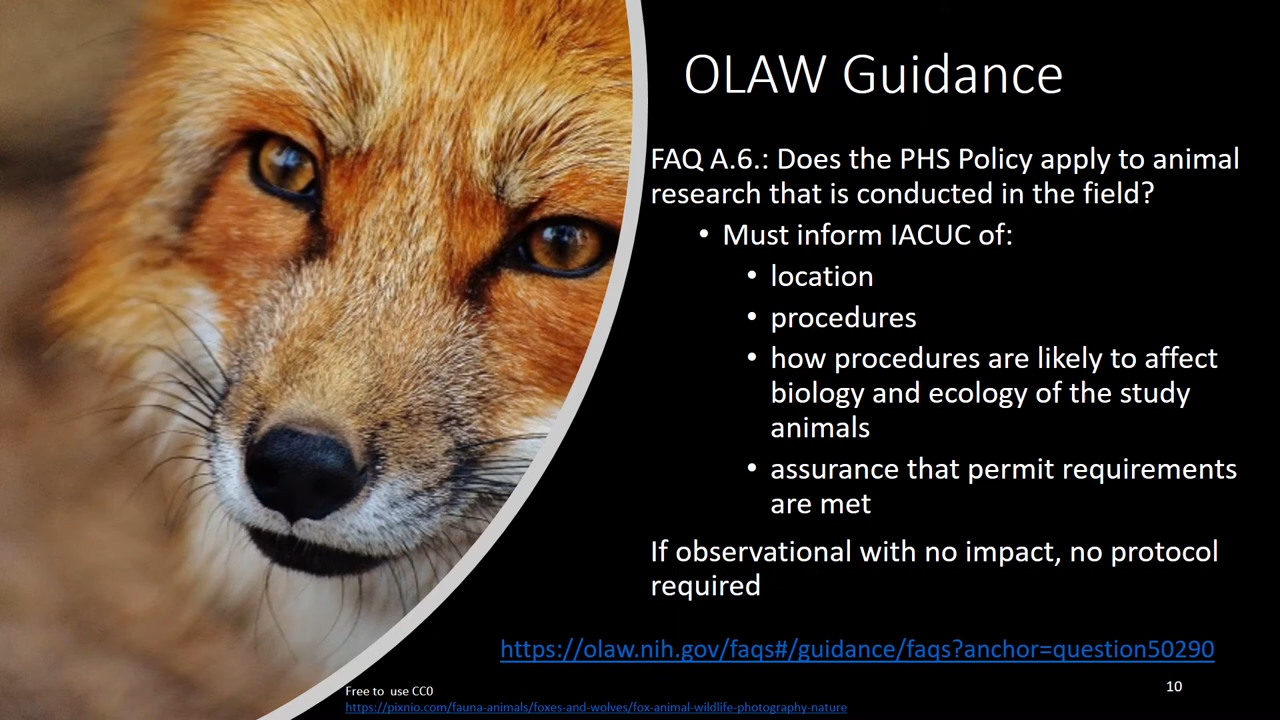 OLAW Guidance
FAQ A.6.: Does the PHS Policy apply to animal
research that is conducted in the field?
• Must inform IACUC of:
• location
• procedures
• how procedures are likely to affect
biology and ecology of the study
animals
• assurance that permit requirements
are met
If observational with no impact, no protocol
required
https://olaw.nih.gov/faqs#/guidance/faqs?anchor=question50290
Free to  use CC0
https://pixnio.com/fauna-animals/foxes-and-wolves/fox-animal-wildlife-photography-nature
10